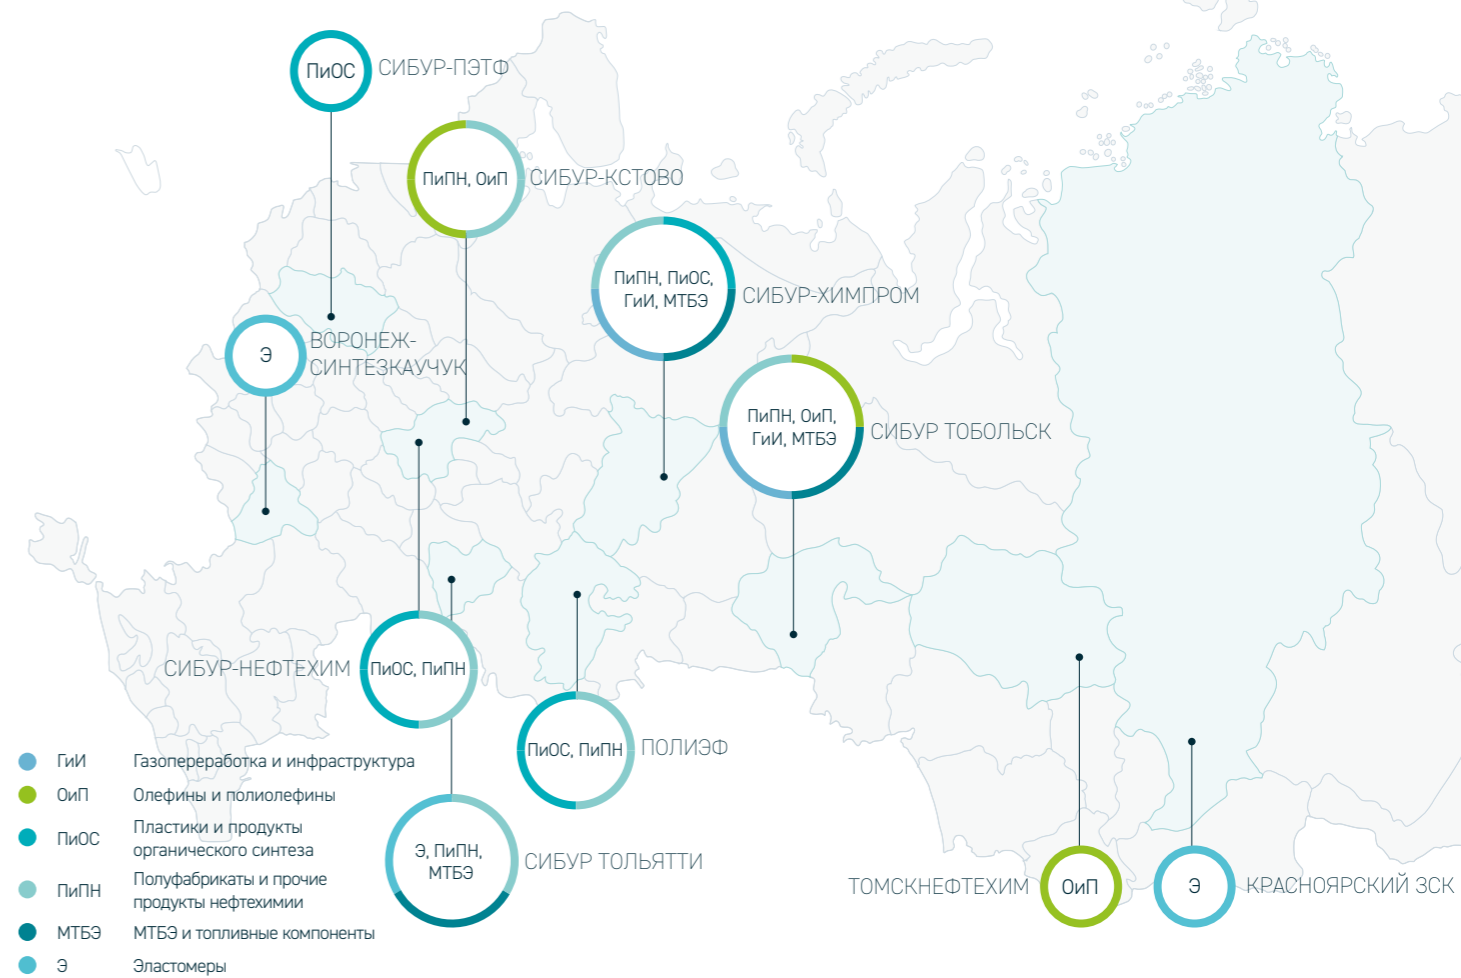 ПиОС
СИБУР-ПЭТФ
ПиПН, ОиП
СИБУР-КСТОВО
ПиПН, ПиОС,
ГиИ, МТБЭ
СИБУР-ХИМПРОМ
Э
ВОРОНЕЖ-
СИНТЕЗКАУЧУК
ПиПН, ОиП,
ГиИ, МТБЭ
СИБУР ТОБОЛЬСК
СИБУР-НЕФТЕХИМ
ПиОС, ПиПН
ПиОС, ПиПН
ПОЛИЭФ
Э, ПиПН,
МТБЭ
СИБУР ТОЛЬЯТТИ
ТОМСКНЕФТЕХИМ
ОиП
Э
КРАСНОЯРСКИЙ ЗСК
ГиИ Газопереработка и инфраструктура
ОиП Олефины и полиолефины
ПиОС Пластики и продукты
органического синтеза
ПиПН Полуфабрикаты и прочие
продукты нефтехимии
МТБЭ МТБЭ и топливные компоненты
Э Эластомеры